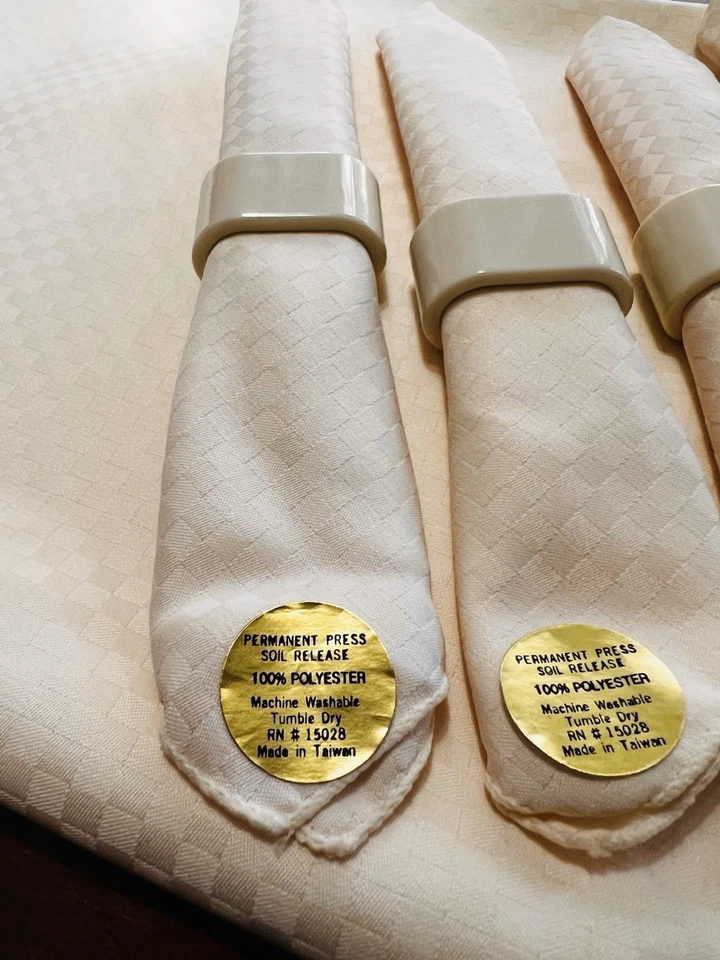 PERMANENT PRESS
SOIL RELEASE
100% POLYESTER
Machine Washable
Tumble Dry
RN # 15028
Made in Taiwan
PERMANENT PRESS
SOIL RELEASE
100% POLYESTER
Machine Washable
Tumble Dry
RN # 15028
Made in Taiwan